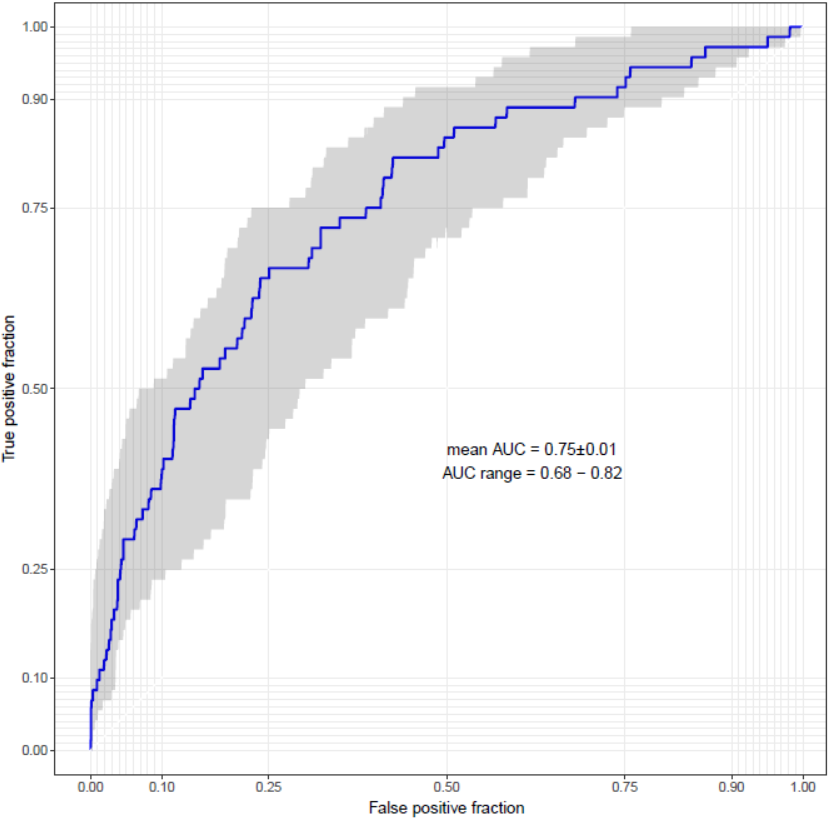 1.00
0.90
0.75
0.50
0.25
0.10
0.00
True positive fraction
mean AUC = 0.75±0.01
AUC range = 0.68 − 0.82
0.00 0.10 0.25 0.50 0.75 0.90 1.00
False positive fraction